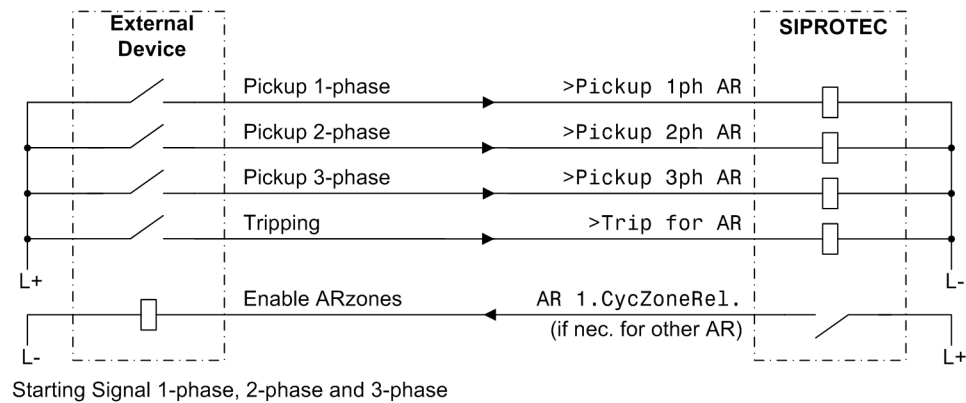 External
Device
SIPROTEC
Pickup 1-phase >Pickup 1ph AR
Pickup 2-phase >Pickup 2ph AR
Pickup 3-phase >Pickup 3ph AR
Tripping >Trip for AR
L+ L-
Enable ARzones AR 1.CycZoneRel.
(if nec. for other AR)
L- L+
Starting Signal 1-phase, 2-phase and 3-phase